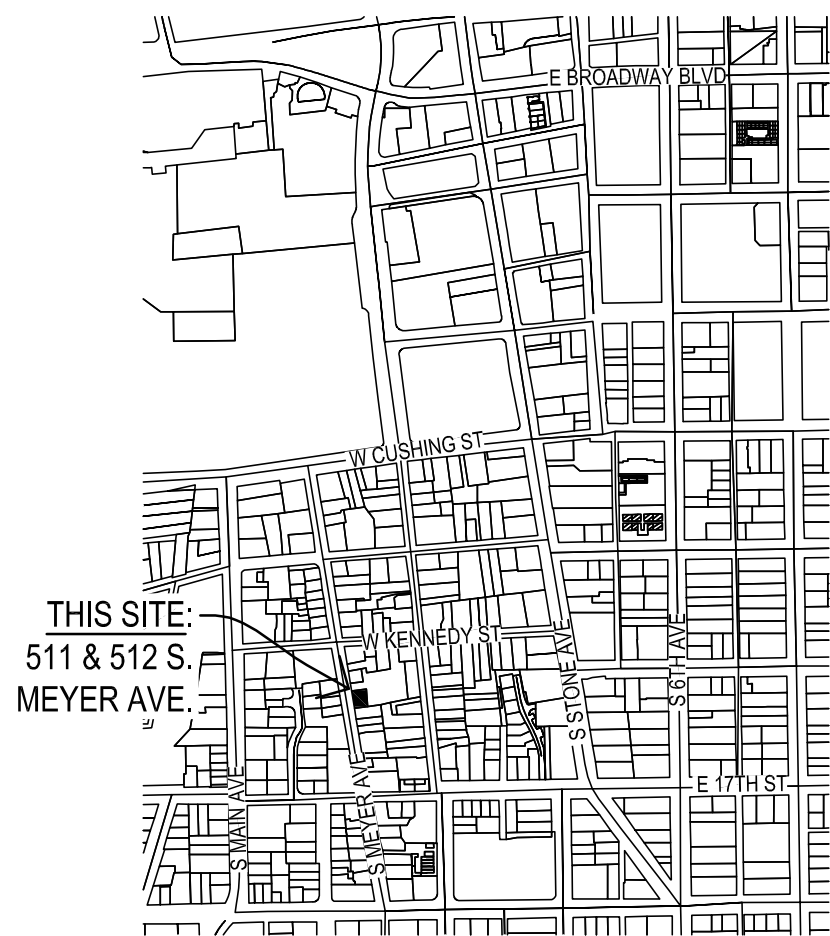 E BROADWAY BLVD
W CUSHING ST
THIS SITE:
511 & 512 S.
MEYER AVE.
W KENNEDY ST
S STONE AVE
S 6TH AVE
E 17TH ST
S MAIN AVE
S MEYER AVE